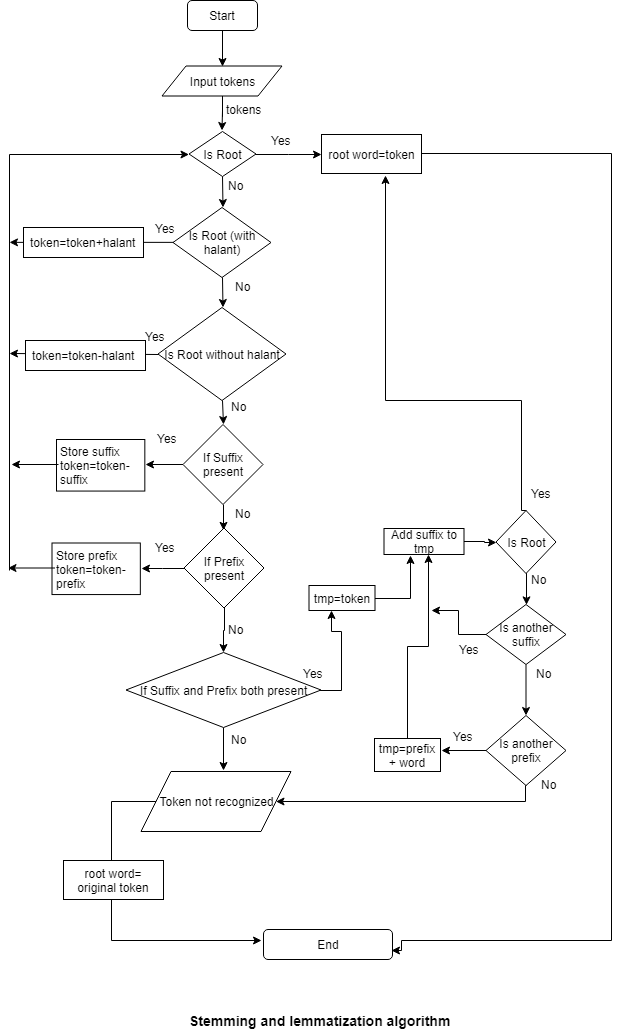 Start
Input tokens
tokens
Is Root
Yes
root word=token
No
Is Root (with
halant)
Yes
token=token+halant
No
Is Root without halant
Yes
token=token-halant
No
If Suffix
present
Yes
Store suffix
token=token-
suffix
No
If Prefix
present
Yes
Store prefix
token=token-
prefix
No
If Suffix and Prefix both present
Yes
tmp=token
Add suffix to
tmp
Is Root
Yes
No
Is another
suffix
Yes
No
Is another
prefix
Yes
tmp=prefix
+ word
No
No
Token not recognized
root word=
original token
End
Stemming and lemmatization algorithm